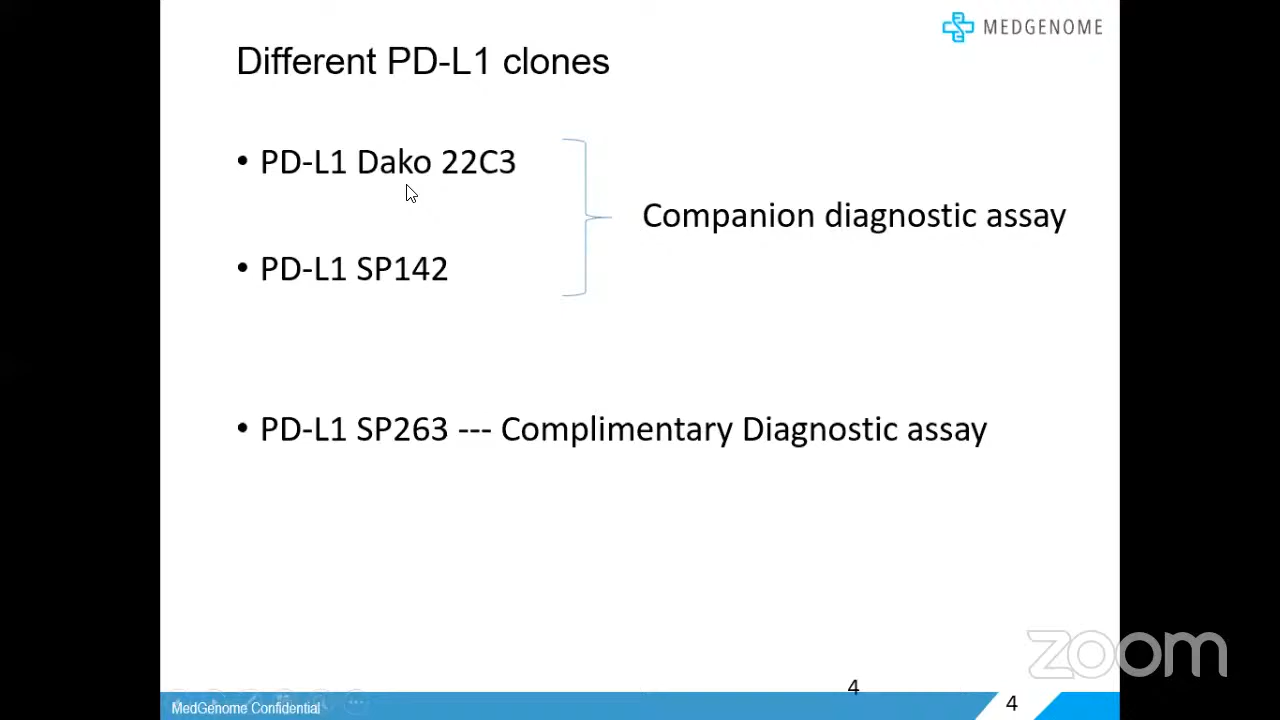 MEDGENOME
Different PD-L1 clones
• PD-L1 Dako 22C3
Companion diagnostic assay
• PD-L1 SP142
• PD-L1 SP263 --- Complimentary Diagnostic assay
zoom
4
4
MedGenome Confidential